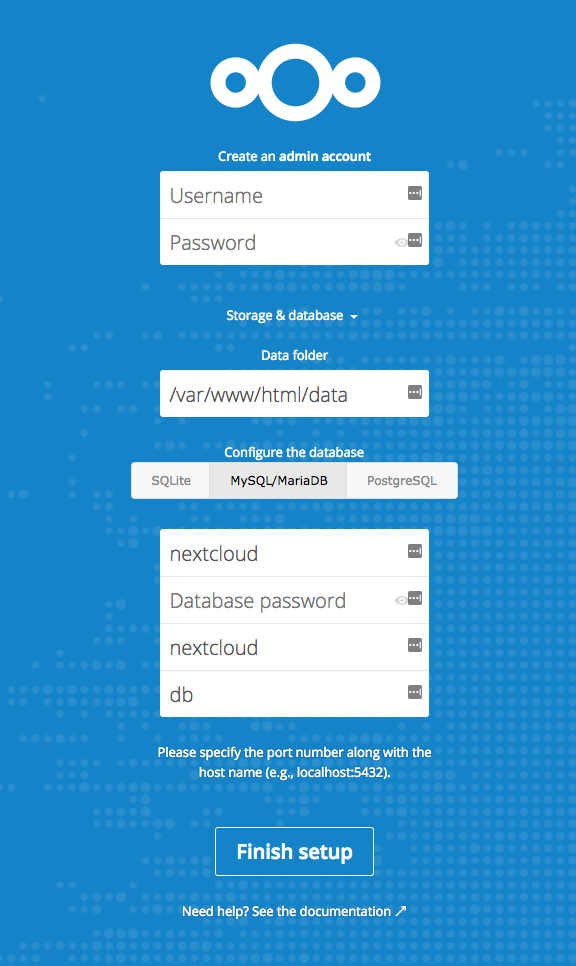 Create an admin account
Username
Password
Storage & database
Data folder
/var/www/html/data
Configure the database
SQLite MySQL/MariaDB PostgreSQL
nextcloud
Database password
nextcloud
db
Please specify the port number along with the
host name (e.g., localhost:5432).
Finish setup
Need help? See the documentation ↗